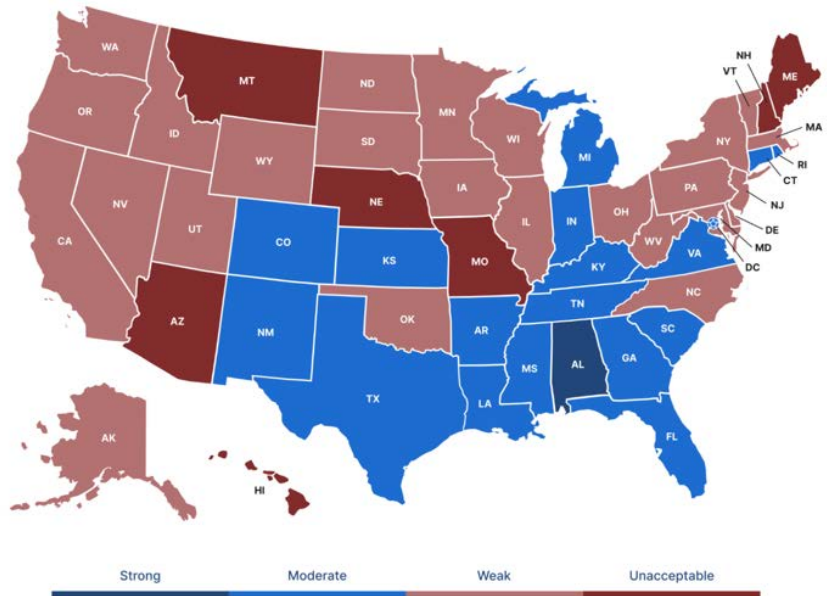 WA
MT
ND
MN
OR
ID
SD
WI
WY
MI
NH
VT
ME
NY
MA
RI
CT
NV
UT
CA
NE
IA
IL
IN
OH
PA
NJ
CO
KS
MO
KY
WV
VA
DE
MD
DC
AZ
NM
OK
AR
TN
NC
SC
TX
LA
MS
AL
GA
FL
AK
HI
Strong Moderate Weak Unacceptable